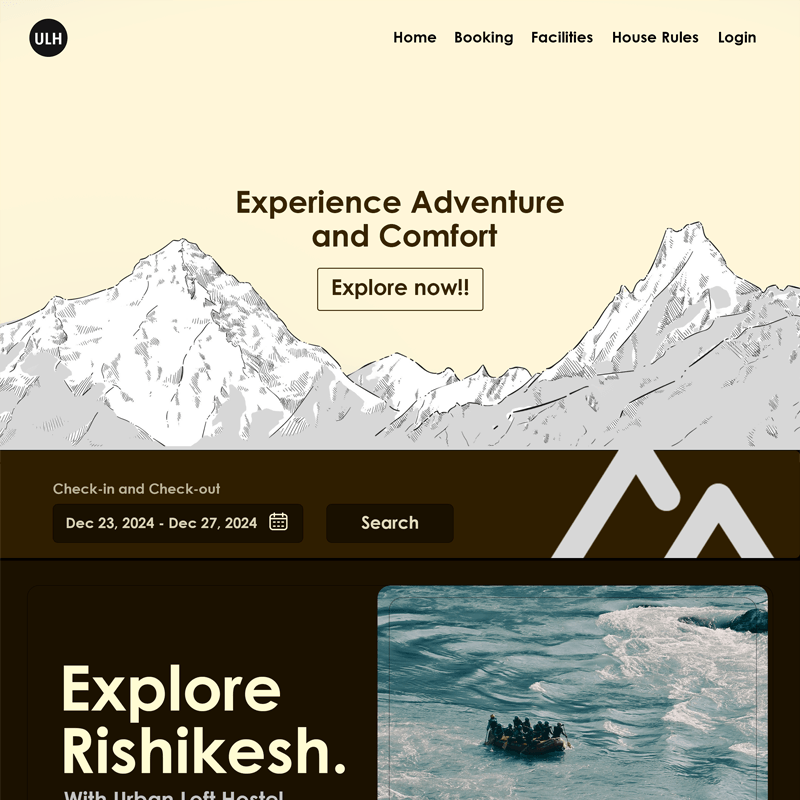 ULH
Home Booking Facilities House Rules Login
Experience Adventure
and Comfort
Explore now!!
Check-in and Check-out
Dec 23, 2024 - Dec 27, 2024
Search
Explore
Rishikesh.
With Urban Loft Hostel